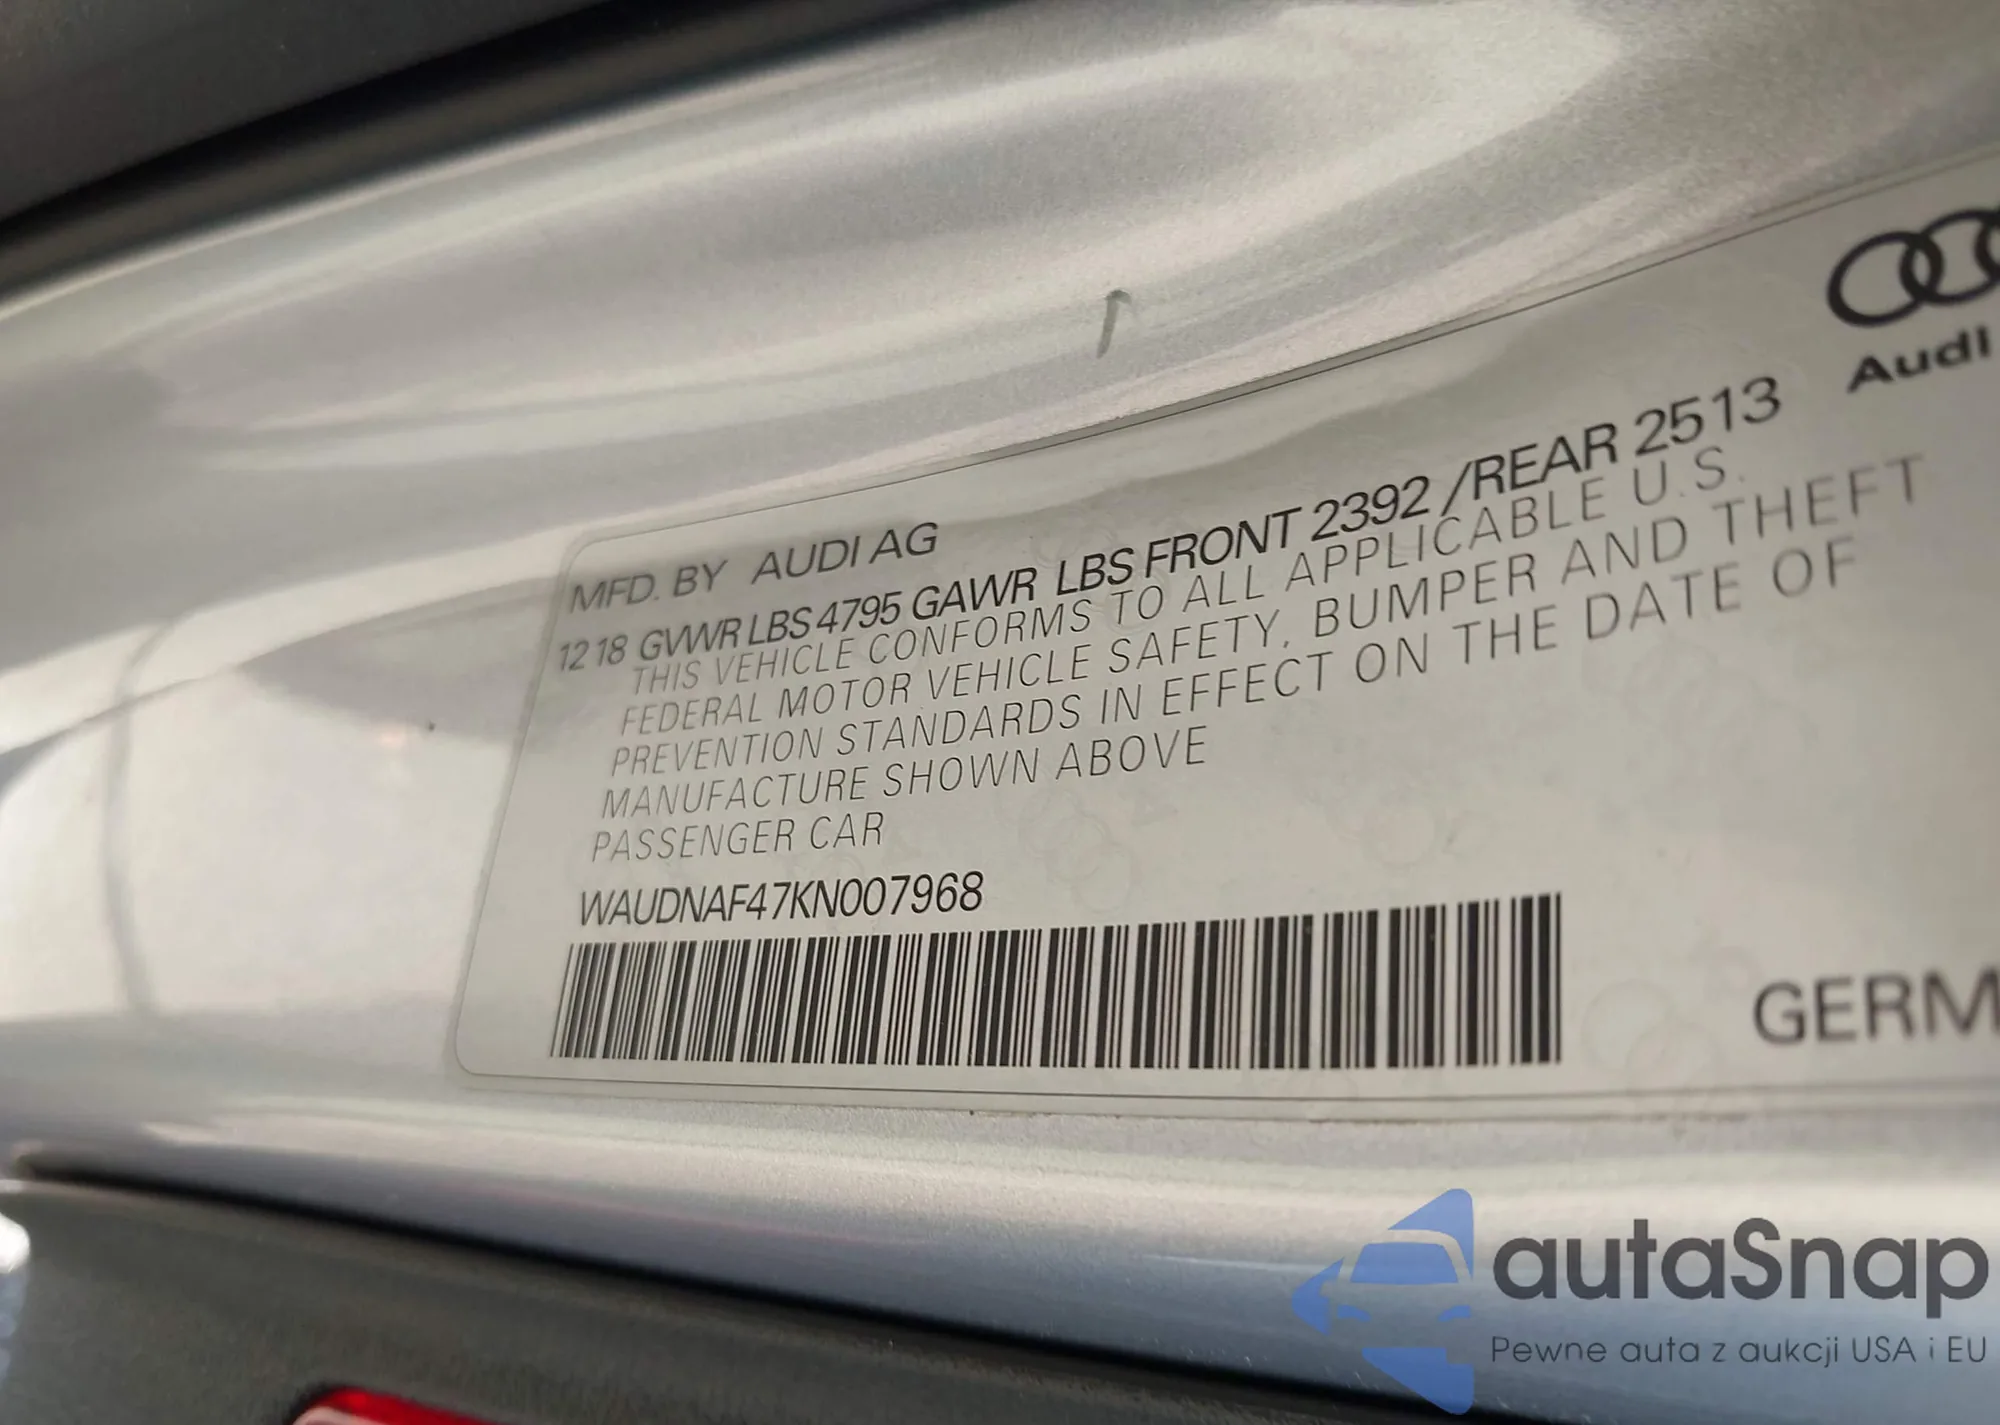 Audi
MFD. BY AUDI AG
12 18 GVWR LBS 4795 GAWR LBS FRONT 2392 /REAR 2513
THIS VEHICLE CONFORMS TO ALL APPLICABLE U.S.
FEDERAL MOTOR VEHICLE SAFETY, BUMPER AND THEFT
PREVENTION STANDARDS IN EFFECT ON THE DATE OF
MANUFACTURE SHOWN ABOVE
PASSENGER CAR
WAUDNAF47KN007968
GERM
autaSnap
Pewne auta z aukcji USA i EU